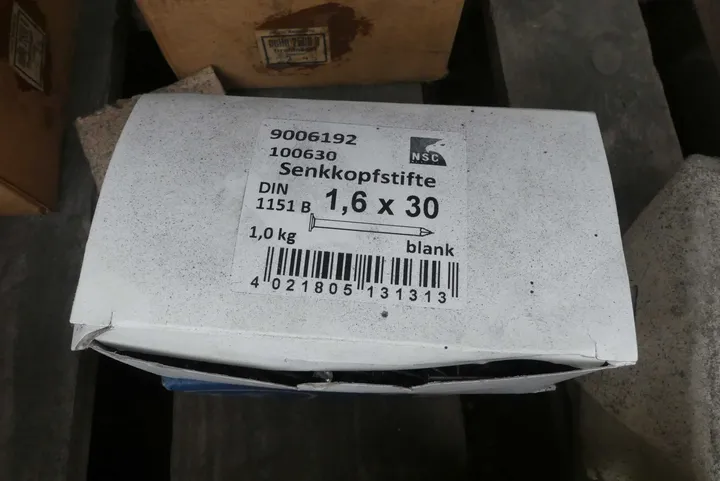 9006192
100630
NSC
Senkkopfstifte
DIN
1151 B 1,6 x 30
1,0 kg
blank
4 021805 131313